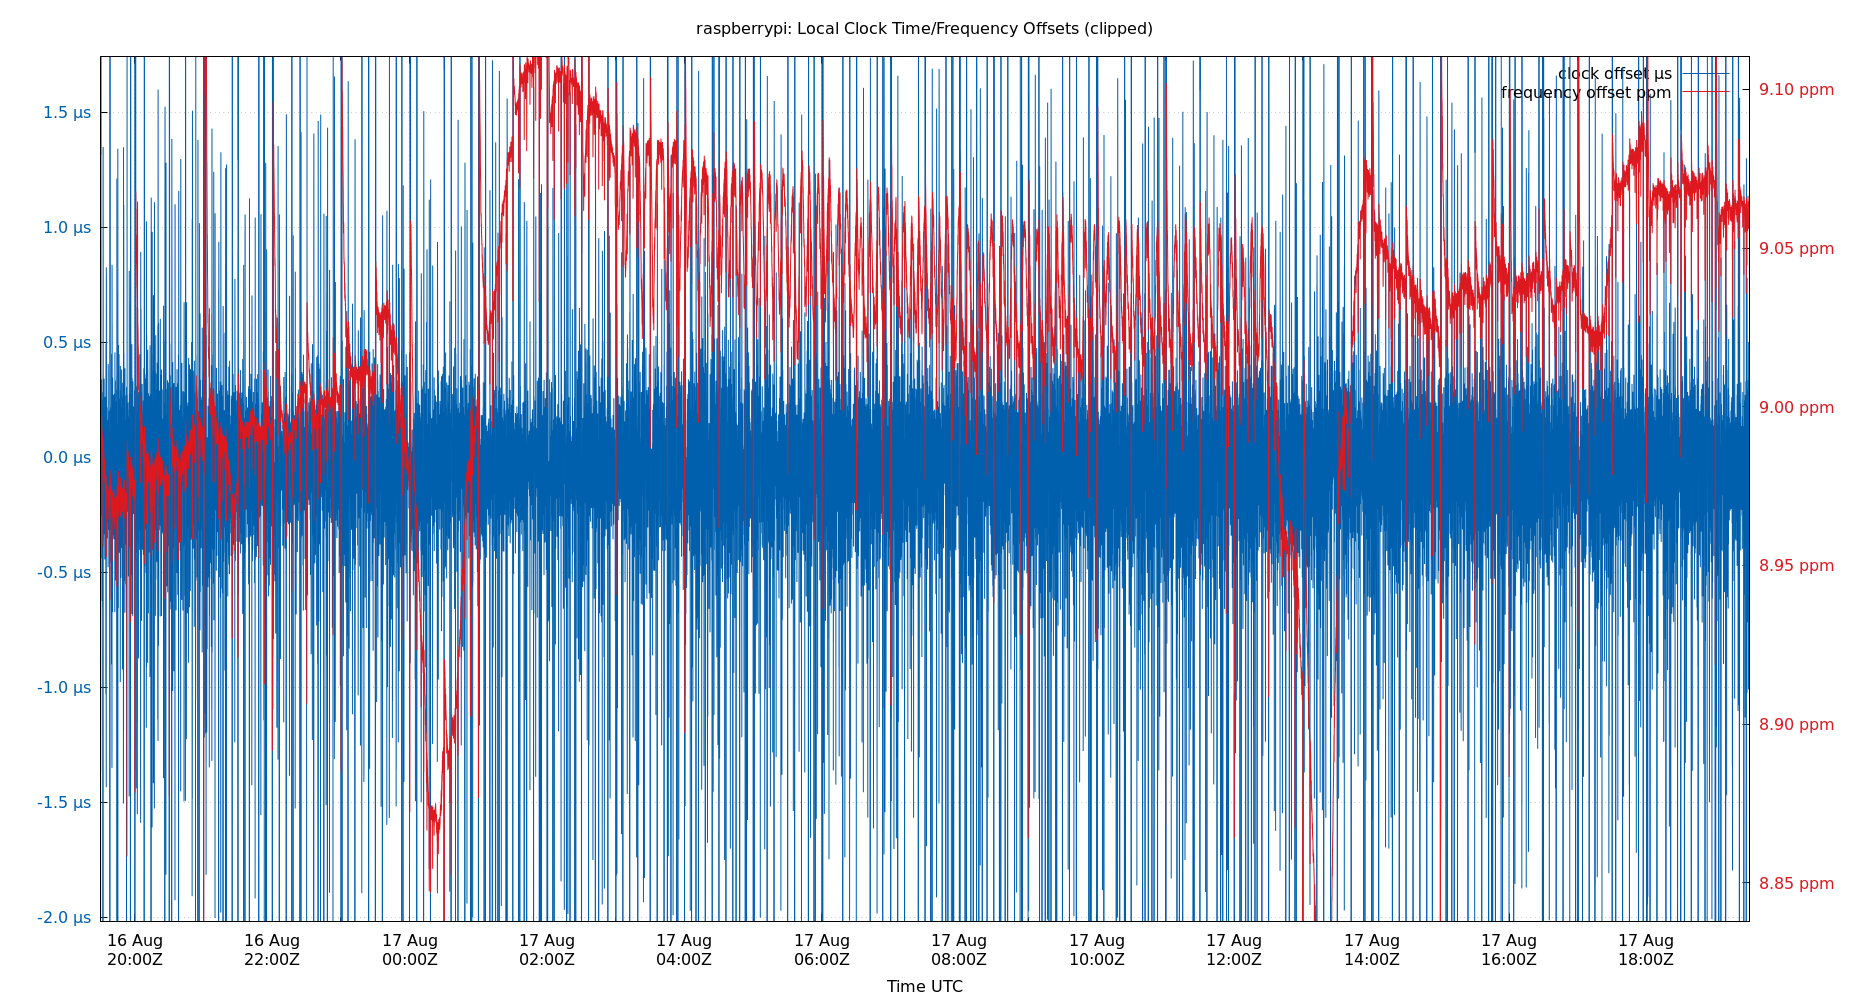 raspberrypi: Local Clock Time/Frequency Offsets (clipped)
clock offset µs
frequency offset ppm
1.5 µs
1.0 µs
0.5 µs
0.0 µs
-0.5 µs
-1.0 µs
-1.5 µs
-2.0 µs
9.10 ppm
9.05 ppm
9.00 ppm
8.95 ppm
8.90 ppm
8.85 ppm
16 Aug 16 Aug 17 Aug 17 Aug 17 Aug 17 Aug 17 Aug 17 Aug 17 Aug 17 Aug 17 Aug 17 Aug
20:00Z 22:00Z 00:00Z 02:00Z 04:00Z 06:00Z 08:00Z 10:00Z 12:00Z 14:00Z 16:00Z 18:00Z
Time UTC